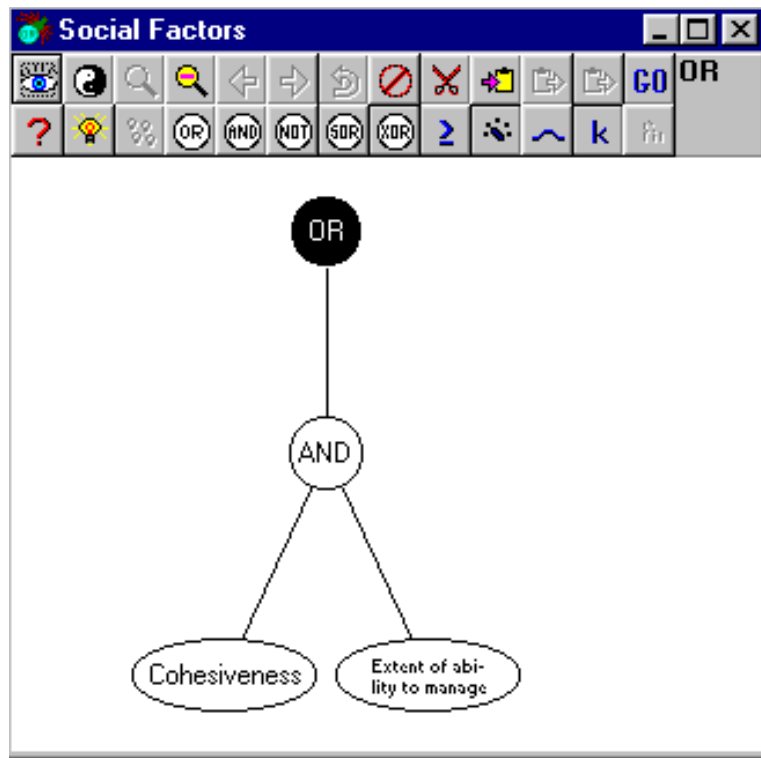 Social Factors
GO OR
? OR AND NOT SOR XOR ≥ k
OR
AND
Cohesiveness
Extent of abi-
lity to manage